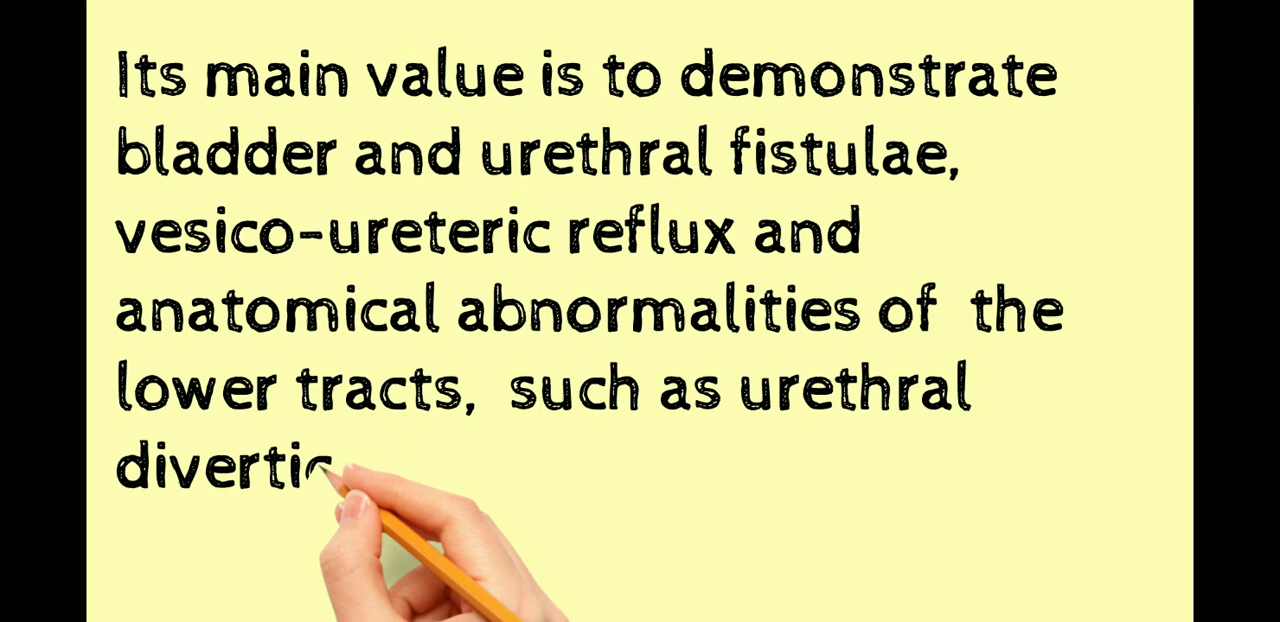 Its main value is to demonstrate
bladder and urethral fistulae,
vesico-ureteric reflux and
anatomical abnormalities of the
lower tracts, such as urethral